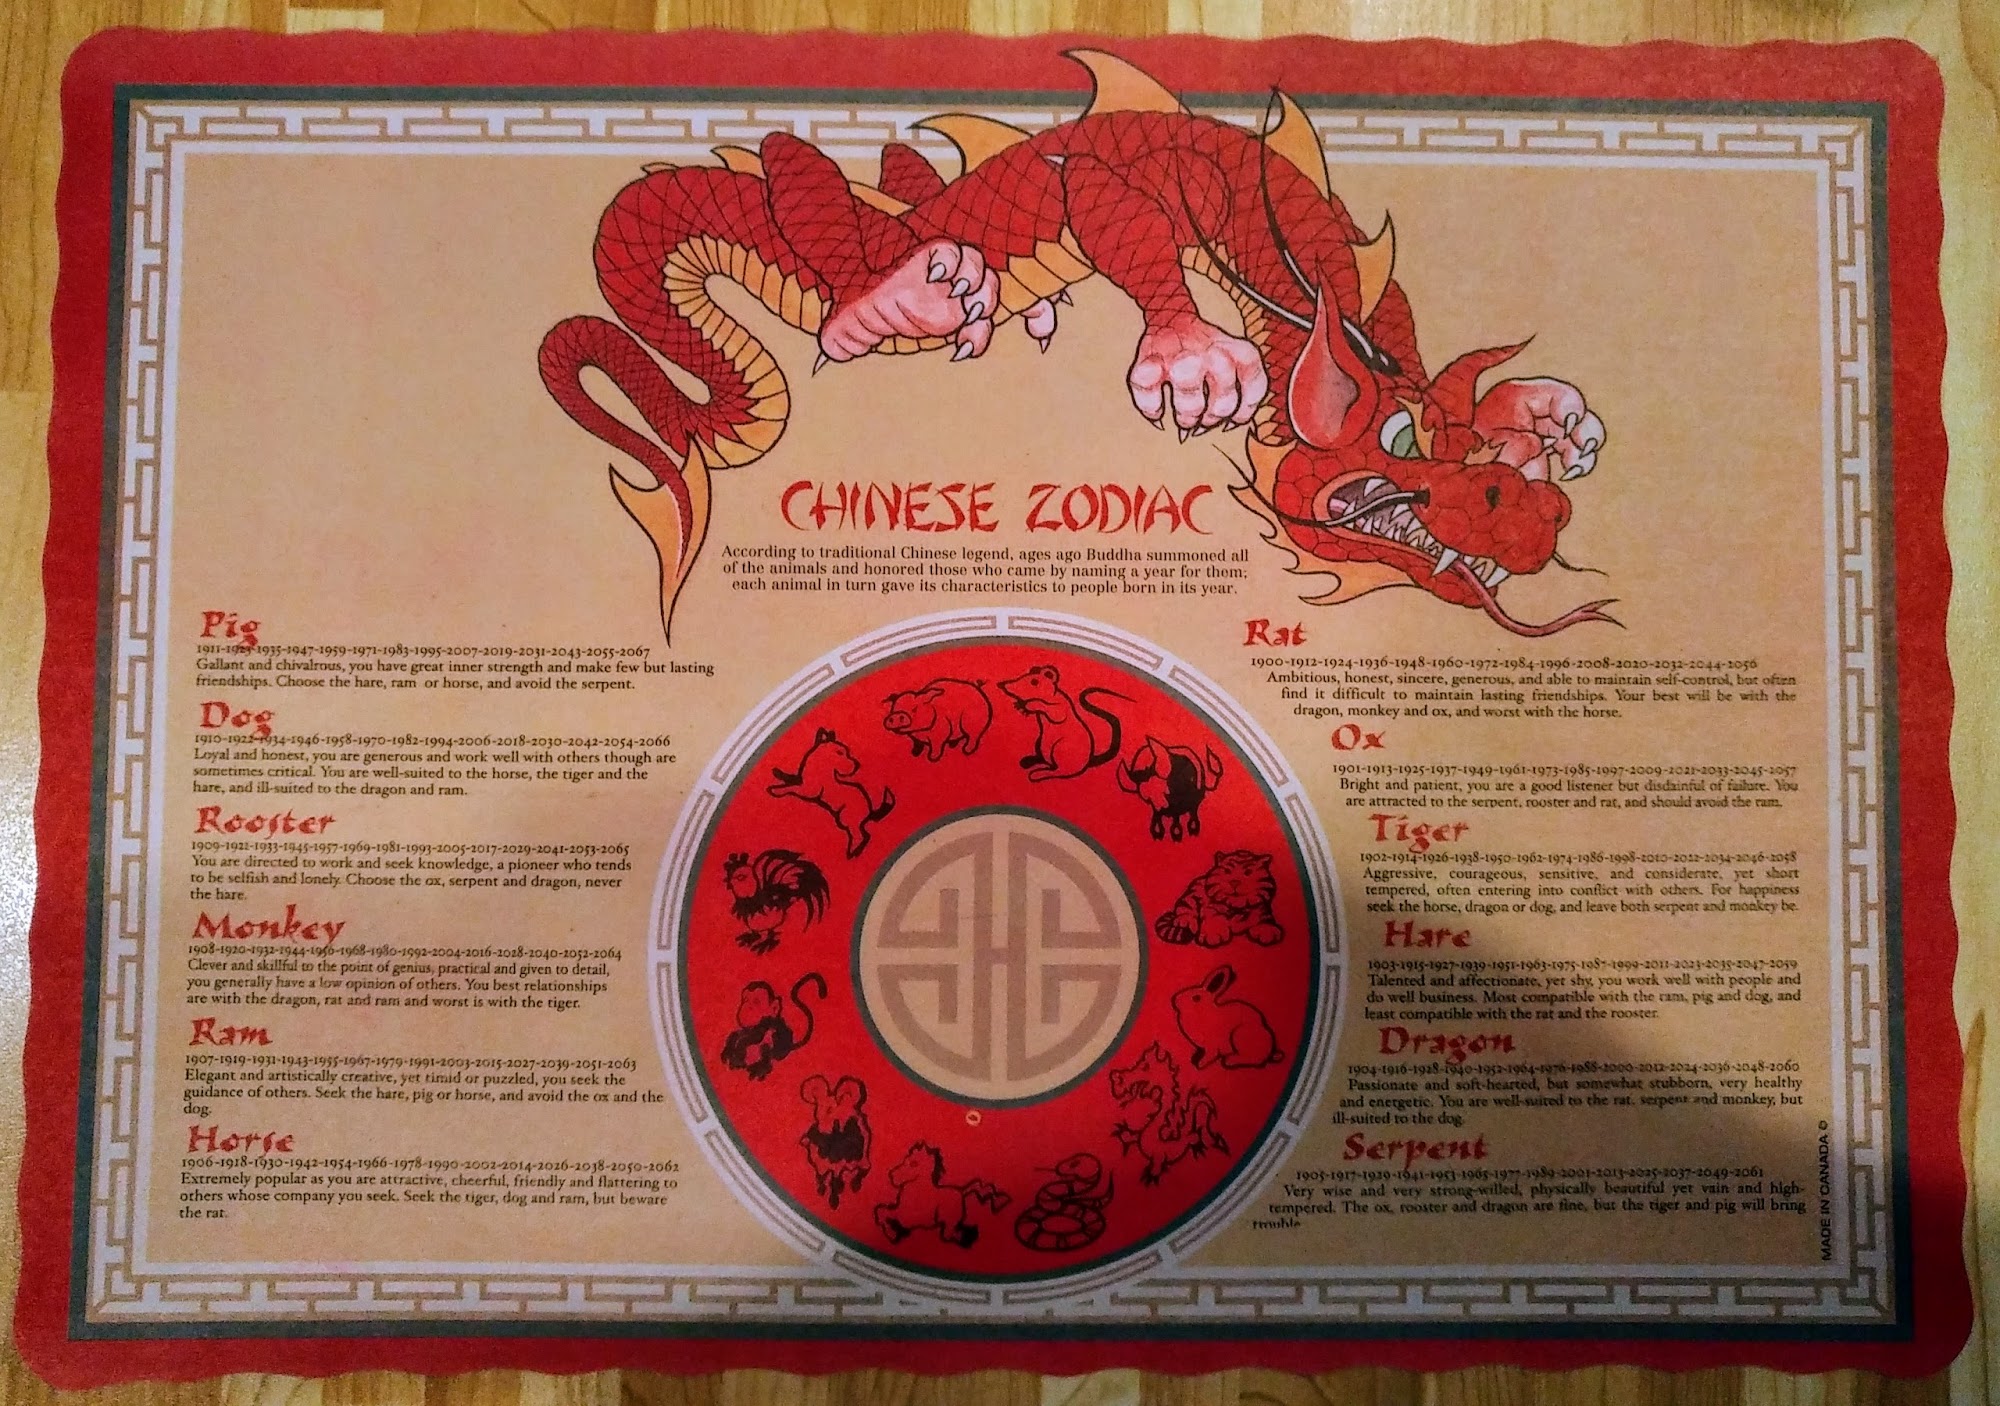 CHINESE ZODIAC
According to traditional Chinese legend, ages ago Buddha summoned all
of the animals and honored those who came by naming a year for them;
each animal in turn gave its characteristics to people born in its year.
Pig
1911-1923-1935-1947-1959-1971-1983-1995-2007-2019-2031-2043-2055-2067
Gallant and chivalrous, you have great inner strength and make few but lasting
friendships. Choose the hare, ram or horse, and avoid the serpent.
Dog
1910-1922-1934-1946-1958-1970-1982-1994-2006-2018-2030-2042-2054-2066
Loyal and honest, you are generous and work well with others though are
sometimes critical. You are well-suited to the horse, the tiger and the
hare, and ill-suited to the dragon and ram.
Rooster
1909-1921-1933-1945-1957-1969-1981-1993-2005-2017-2029-2041-2053-2065
You are directed to work and seek knowledge, a pioneer who tends
to be selfish and lonely. Choose the ox, serpent and dragon, never
the hare.
Monkey
1908-1920-1932-1944-1956-1968-1980-1992-2004-2016-2028-2040-2052-2064
Clever and skillful to the point of genius, practical and given to detail,
you generally have a low opinion of others. You best relationships
are with the dragon, rat and ram and worst is with the tiger.
Ram
1907-1919-1931-1943-1955-1967-1979-1991-2003-2015-2027-2039-2051-2063
Elegant and artistically creative, yet timid or puzzled, you seek the
guidance of others. Seek the hare, pig or horse, and avoid the ox and the
dog.
Horse
1906-1918-1930-1942-1954-1966-1978-1990-2002-2014-2026-2038-2050-2062
Extremely popular as you are attractive, cheerful, friendly and flattering to
others whose company you seek. Seek the tiger, dog and ram, but beware
the rat.
Rat
1900-1912-1924-1936-1948-1960-1972-1984-1996-2008-2020-2032-2044-2056
Ambitious, honest, sincere, generous, and able to maintain self-control, but often
find it difficult to maintain lasting friendships. Your best will be with the
dragon, monkey and ox, and worst with the horse.
Ox
1901-1913-1925-1937-1949-1961-1973-1985-1997-2009-2021-2033-2045-2057
Bright and patient, you are a good listener but disdainful of failure. You
are attracted to the serpent, rooster and rat, and should avoid the ram.
Tiger
1902-1914-1926-1938-1950-1962-1974-1986-1998-2010-2022-2034-2046-2058
Aggressive, courageous, sensitive, and considerate, yet short
tempered, often entering into conflict with others. For happiness
seek the horse, dragon or dog, and leave both serpent and monkey be.
Hare
1903-1915-1927-1939-1951-1963-1975-1987-1999-2011-2023-2035-2047-2059
Talented and affectionate, yet shy, you work well with people and
do well business. Most compatible with the ram, pig and dog, and
least compatible with the rat and the rooster.
Dragon
1904-1916-1928-1940-1952-1964-1976-1988-2000-2012-2024-2036-2048-2060
Passionate and soft-hearted, but somewhat stubborn, very healthy
and energetic. You are well-suited to the rat, serpent and monkey, but
ill-suited to the dog.
Serpent
1905-1917-1929-1941-1953-1965-1977-1989-2001-2013-2025-2037-2049-2061
Very wise and very strong-willed, physically beautiful yet vain and high-
tempered. The ox, rooster and dragon are fine, but the tiger and pig will bring
trouble
MADE IN CANADA ©